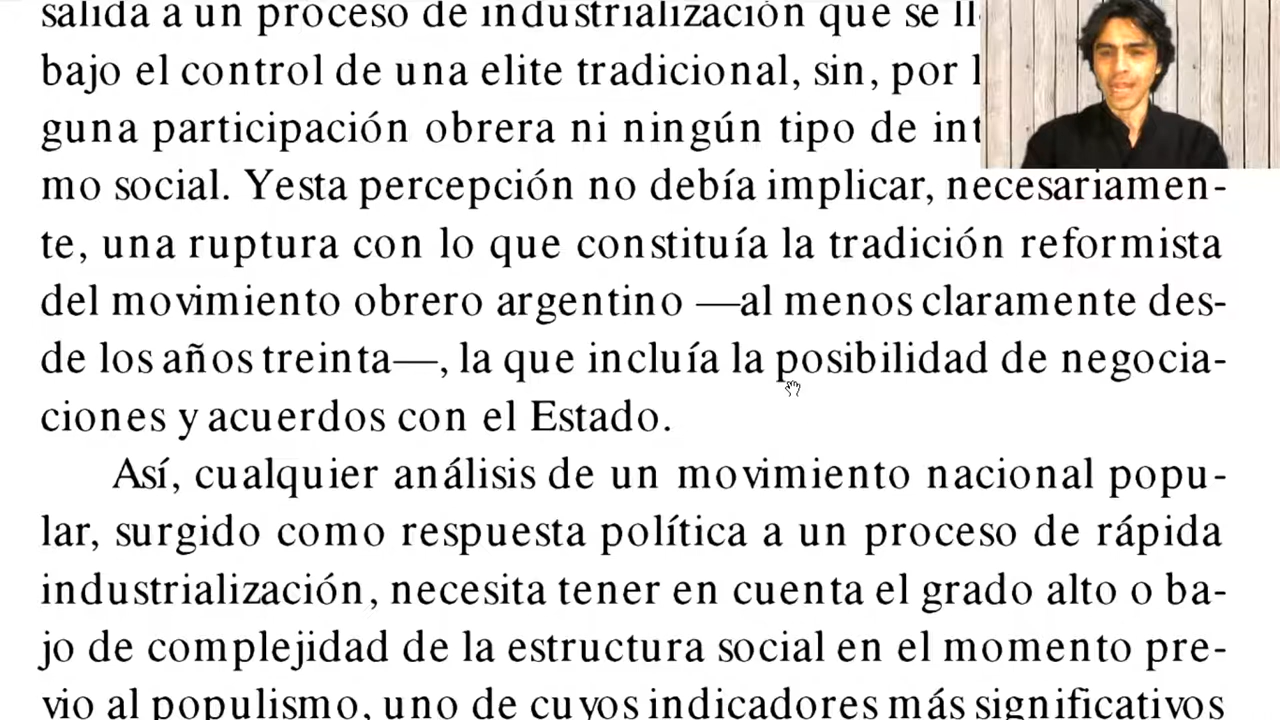 salida a un proceso de industrialización que se
bajo el control de una elite tradicional, sin, por
guna participación obrera ni ningún tipo de
mo social. Yesta percepción no debía implicar, necesariamen-
te, una ruptura con lo que constituía la tradición reformista
del movimiento obrero argentino —al menos claramente des-
de los años treinta—, la que incluía la posibilidad de negocia-
ciones y acuerdos con el Estado.
Así, cualquier análisis de un movimiento nacional popu-
lar, surgido como respuesta política a un proceso de rápida
industrialización, necesita tener en cuenta el grado alto o ba-
jo de complejidad de la estructura social en el momento pre-
vio al populismo, uno de cuyos indicadores más significativos